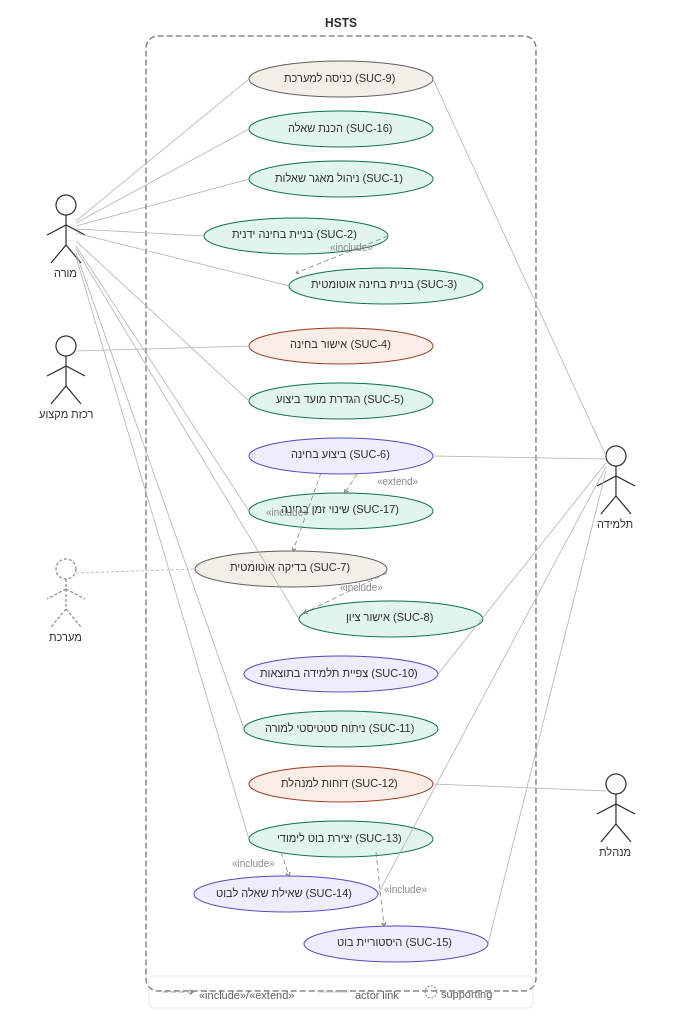 HSTS
כניסה למערכת (SUC-9)
הכנת שאלה (SUC-16)
ניהול מאגר שאלות (SUC-1)
בניית בחינה ידנית (SUC-2)
«include»
מורה
בניית בחינה אוטומטית (SUC-3)
אישור בחינה (SUC-4)
רכזת מקצוע
הגדרת מועד ביצוע (SUC-5)
ביצוע בחינה (SUC-6)
«extend»
שינוי זמן בחינה (SUC-17)
«include»
תלמידה
בדיקה אוטומטית (SUC-7)
«include»
אישור ציון (SUC-8)
מערכת
צפיית תלמידה בתוצאות (SUC-10)
ניתוח סטטיסטי למורה (SUC-11)
דוחות למנהלת (SUC-12)
יצירת בוט לימודי (SUC-13)
מנהלת
«include»
«include»
שאילת שאלה לבוט (SUC-14)
היסטוריית בוט (SUC-15)
«include»/«extend»
actor link
supporting